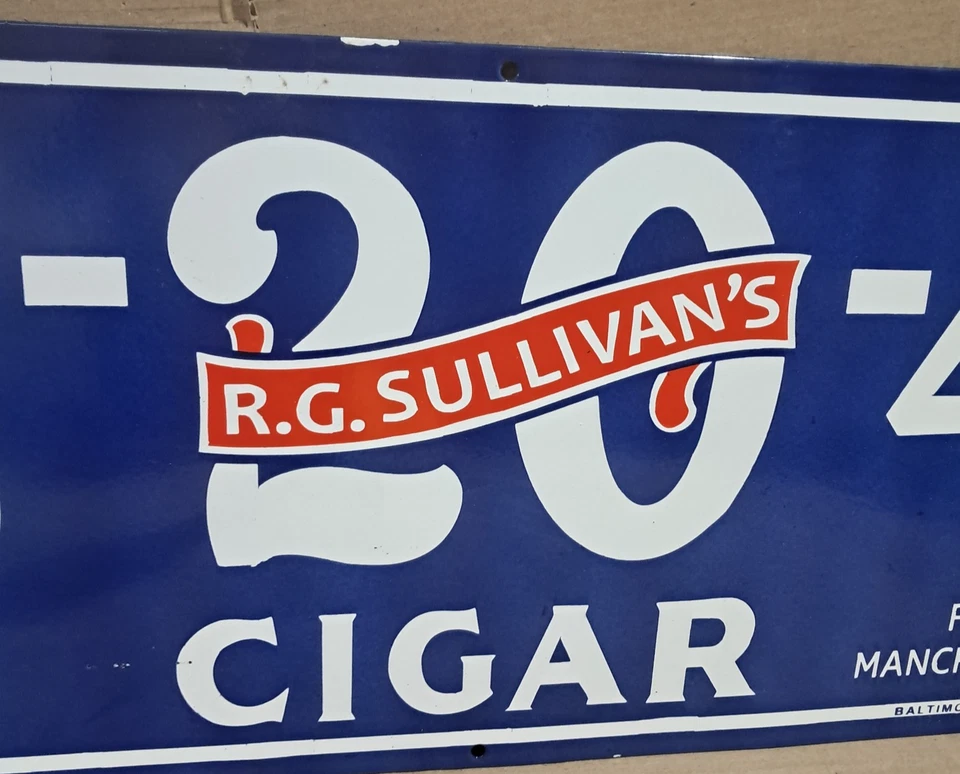 - 20 - 4
R.G. SULLIVAN'S
CIGAR